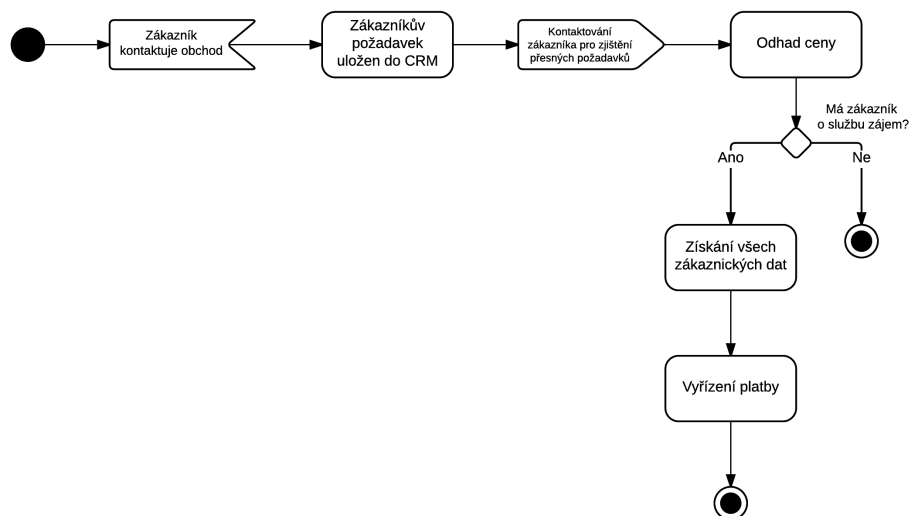 Zákazník
kontaktuje obchod
Zákazníkův
požadavek
uložen do CRM
Kontaktování
zákazníka pro zjištění
přesných požadavků
Odhad ceny
Má zákazník
o službu zájem?
Ano
Ne
Získání všech
zákaznických dat
Vyřízení platby